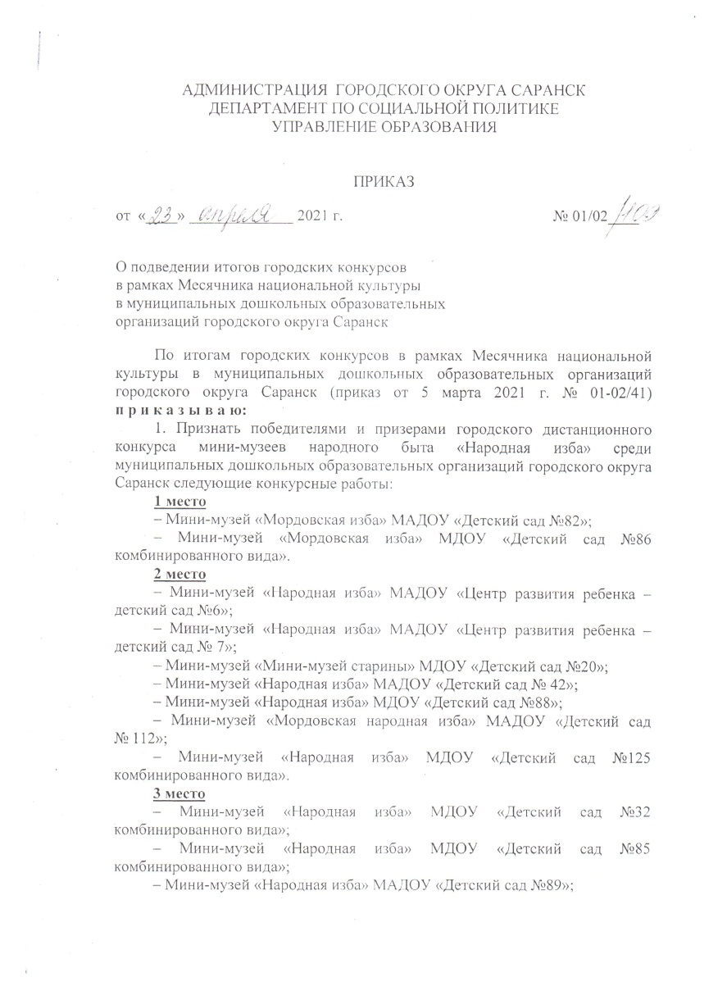 АДМИНИСТРАЦИЯ ГОРОДСКОГО ОКРУГА САРАНСК
ДЕПАРТАМЕНТ ПО СОЦИАЛЬНОЙ ПОЛИТИКЕ
УПРАВЛЕНИЕ ОБРАЗОВАНИЯ
ПРИКАЗ
от «23» апреля 2021 г. № 01/02 /103
О подведении итогов городских конкурсов
в рамках Месячника национальной культуры
в муниципальных дошкольных образовательных
организаций городского округа Саранск
По итогам городских конкурсов в рамках Месячника национальной
культуры в муниципальных дошкольных образовательных организаций
городского округа Саранск (приказ от 5 марта 2021 г. № 01-02/41)
п р и к а з ы в а ю:
1. Признать победителями и призерами городского дистанционного
конкурса мини-музеев народного быта «Народная изба» среди
муниципальных дошкольных образовательных организаций городского округа
Саранск следующие конкурсные работы:
1 место
– Мини-музей «Мордовская изба» МАДОУ «Детский сад №82»;
– Мини-музей «Мордовская изба» МДОУ «Детский сад №86
комбинированного вида».
2 место
– Мини-музей «Народная изба» МАДОУ «Центр развития ребенка –
детский сад №6»;
– Мини-музей «Народная изба» МАДОУ «Центр развития ребенка –
детский сад № 7»;
– Мини-музей «Мини-музей старины» МДОУ «Детский сад №20»;
– Мини-музей «Народная изба» МАДОУ «Детский сад № 42»;
– Мини-музей «Народная изба» МДОУ «Детский сад №88»;
– Мини-музей «Мордовская народная изба» МАДОУ «Детский сад
№ 112»;
– Мини-музей «Народная изба» МДОУ «Детский сад №125
комбинированного вида».
3 место
– Мини-музей «Народная изба» МДОУ «Детский сад №32
комбинированного вида»;
– Мини-музей «Народная изба» МДОУ «Детский сад №85
комбинированного вида»;
– Мини-музей «Народная изба» МАДОУ «Детский сад №89»;